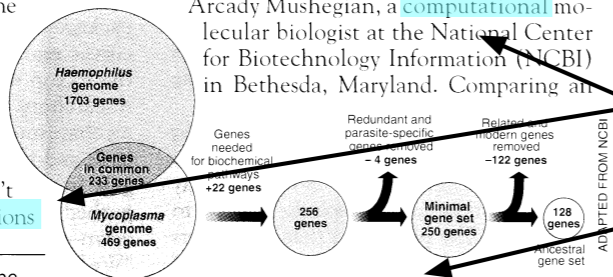 ne
Arcady Mushegian, a computational mo-
lecular biologist at the National Center
for Biotechnology Information (NCBI)
in Bethesda, Maryland. Comparing an
Haemophilus
genome
1703 genes
Genes
in common
233 genes
Mycoplasma
genome
469 genes
't
ions
Genes
needed
for biochemical
pathways
+22 genes
256
genes
Redundant and
parasite-specific
genes removed
– 4 genes
Minimal
gene set
250 genes
Related and
modern genes
removed
–122 genes
128
genes
Ancestral
gene set
ADAPTED FROM NCBI